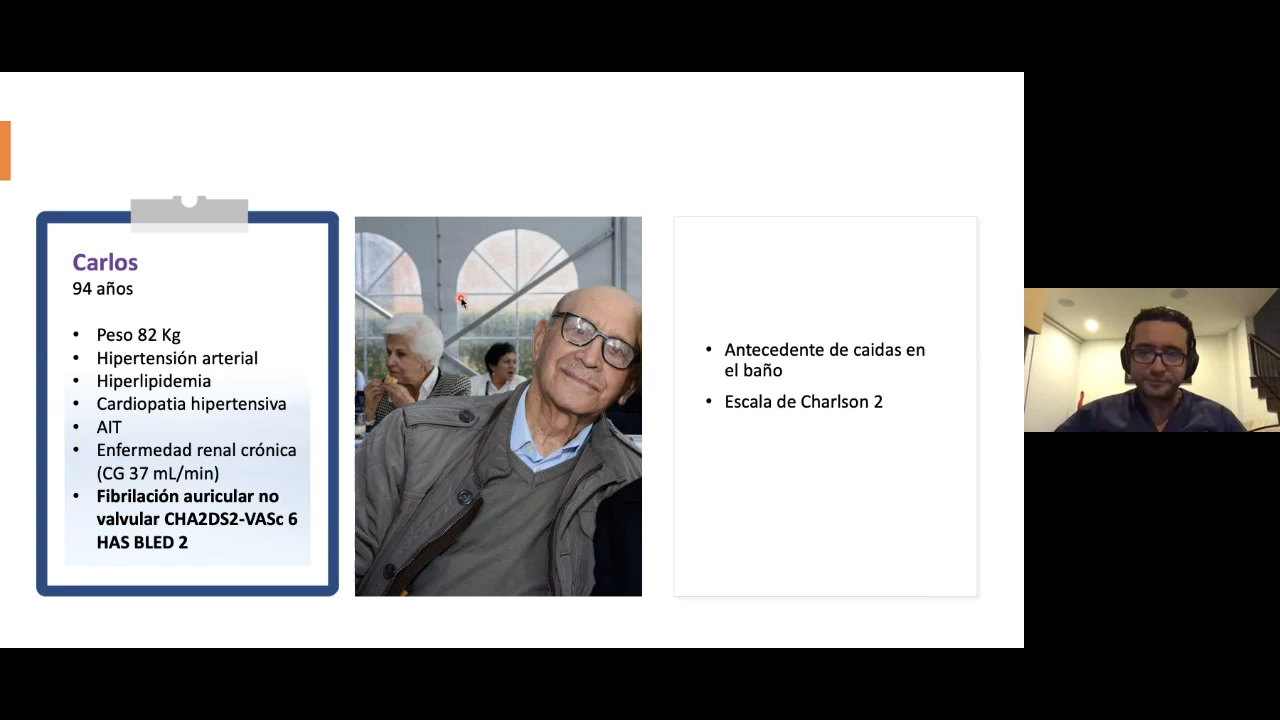 Carlos
94 años
• Peso 82 Kg
• Hipertensión arterial
• Hiperlipidemia
• Cardiopatia hipertensiva
• AIT
• Enfermedad renal crónica
(CG 37 mL/min)
• Fibrilación auricular no
valvular CHA2DS2-VASc 6
HAS BLED 2
• Antecedente de caidas en
el baño
• Escala de Charlson 2